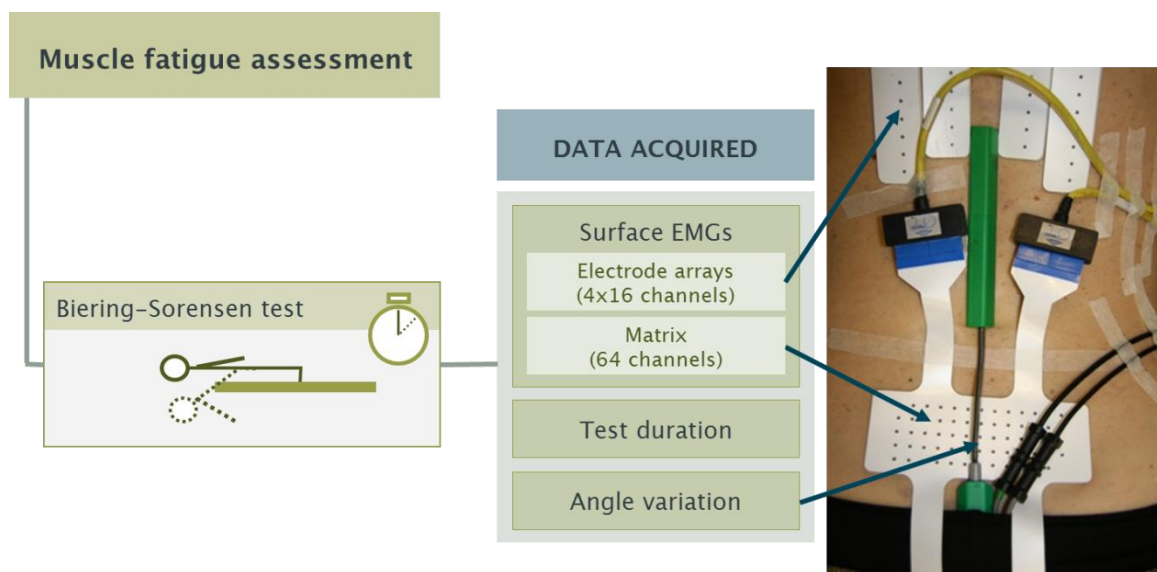 Muscle fatigue assessment
DATA ACQUIRED
Surface EMGs
Electrode arrays
(4x16 channels)
Matrix
(64 channels)
Biering-Sorensen test
Test duration
Angle variation